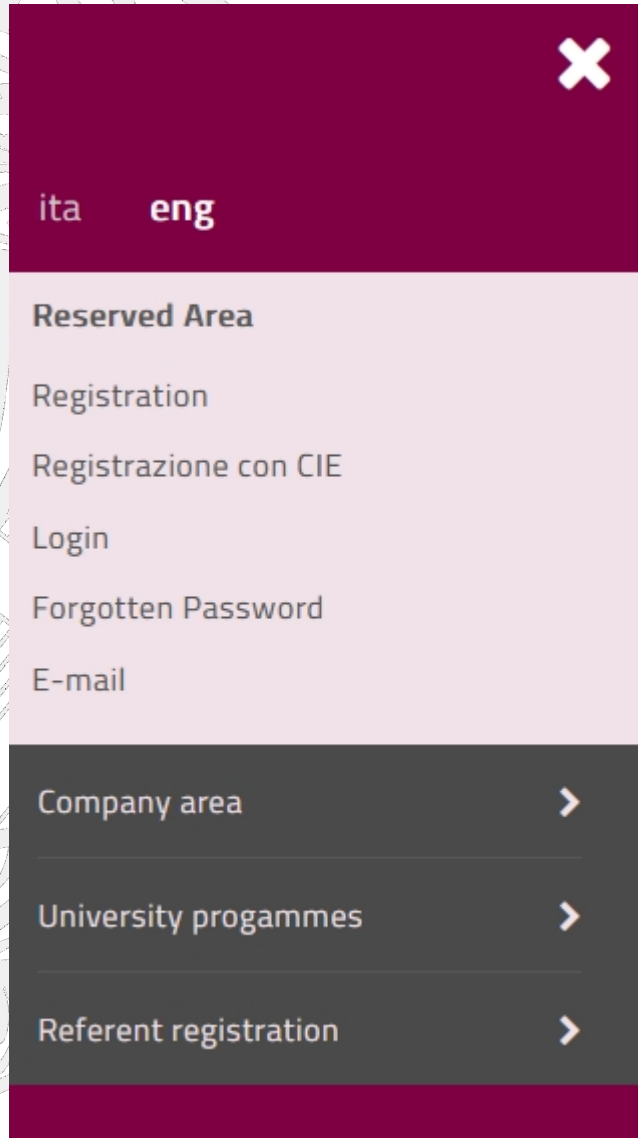 ita eng
Reserved Area
Registration
Registrazione con CIE
Login
Forgotten Password
E-mail
Company area
University progammes
Referent registration